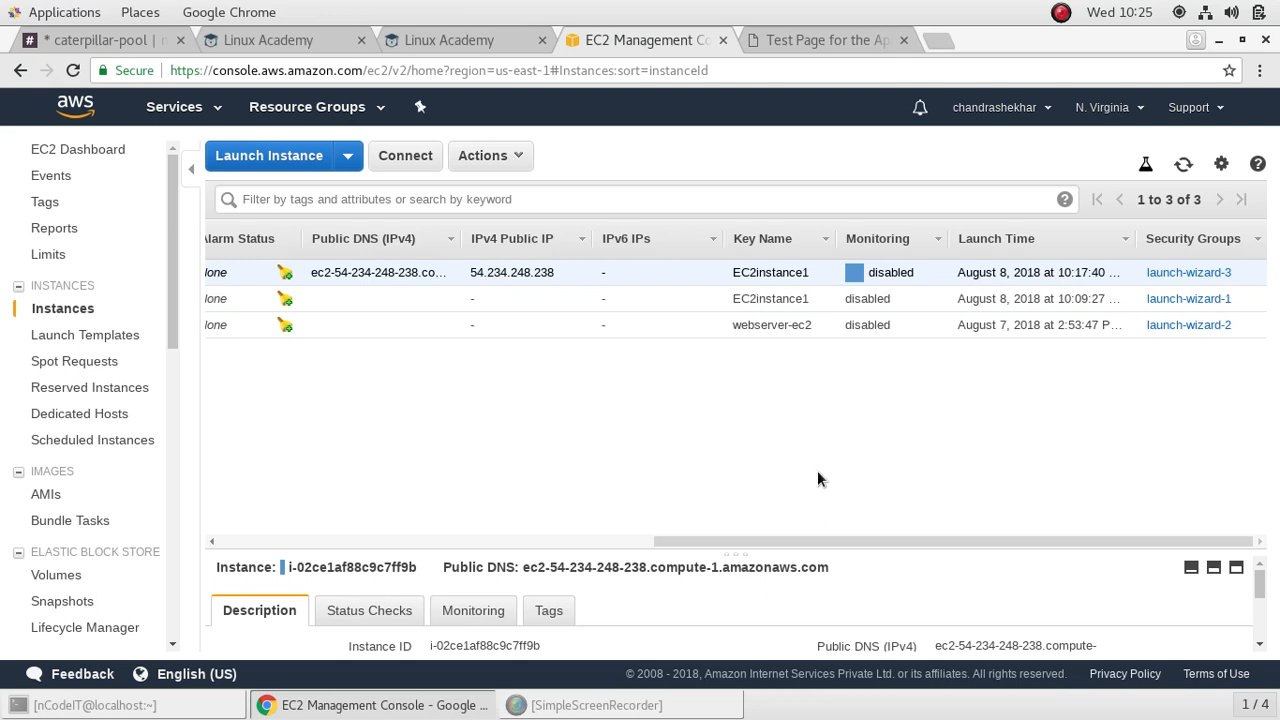 Applications Places Google Chrome Wed 10:25
* caterpillar-pool | Linux Academy Linux Academy EC2 Management Co Test Page for the Ap
Secure https://console.aws.amazon.com/ec2/v2/home?region=us-east-1#Instances:sort=instanceId
aws Services Resource Groups chandrashekhar N. Virginia Support
EC2 Dashboard
Events
Tags
Reports
Limits
INSTANCES
Instances
Launch Templates
Spot Requests
Reserved Instances
Dedicated Hosts
Scheduled Instances
IMAGES
AMIs
Bundle Tasks
ELASTIC BLOCK STORE
Volumes
Snapshots
Lifecycle Manager
Launch Instance Connect Actions
Filter by tags and attributes or search by keyword 1 to 3 of 3
Alarm Status Public DNS (IPv4) IPv4 Public IP IPv6 IPs Key Name Monitoring Launch Time Security Groups
lone ec2-54-234-248-238.co... 54.234.248.238 - EC2instance1 disabled August 8, 2018 at 10:17:40 ... launch-wizard-3
lone - - EC2instance1 disabled August 8, 2018 at 10:09:27 ... launch-wizard-1
lone - - webserver-ec2 disabled August 7, 2018 at 2:53:47 P... launch-wizard-2
Instance: i-02ce1af88c9c7ff9b Public DNS: ec2-54-234-248-238.compute-1.amazonaws.com
Description Status Checks Monitoring Tags
Instance ID i-02ce1af88c9c7ff9b Public DNS (IPv4) ec2-54-234-248-238.compute-
Feedback English (US) © 2008 - 2018, Amazon Internet Services Private Ltd. or its affiliates. All rights reserved. Privacy Policy Terms of Use
[nCodeIT@localhost:~] EC2 Management Console - Google ... [SimpleScreenRecorder] 1 / 4